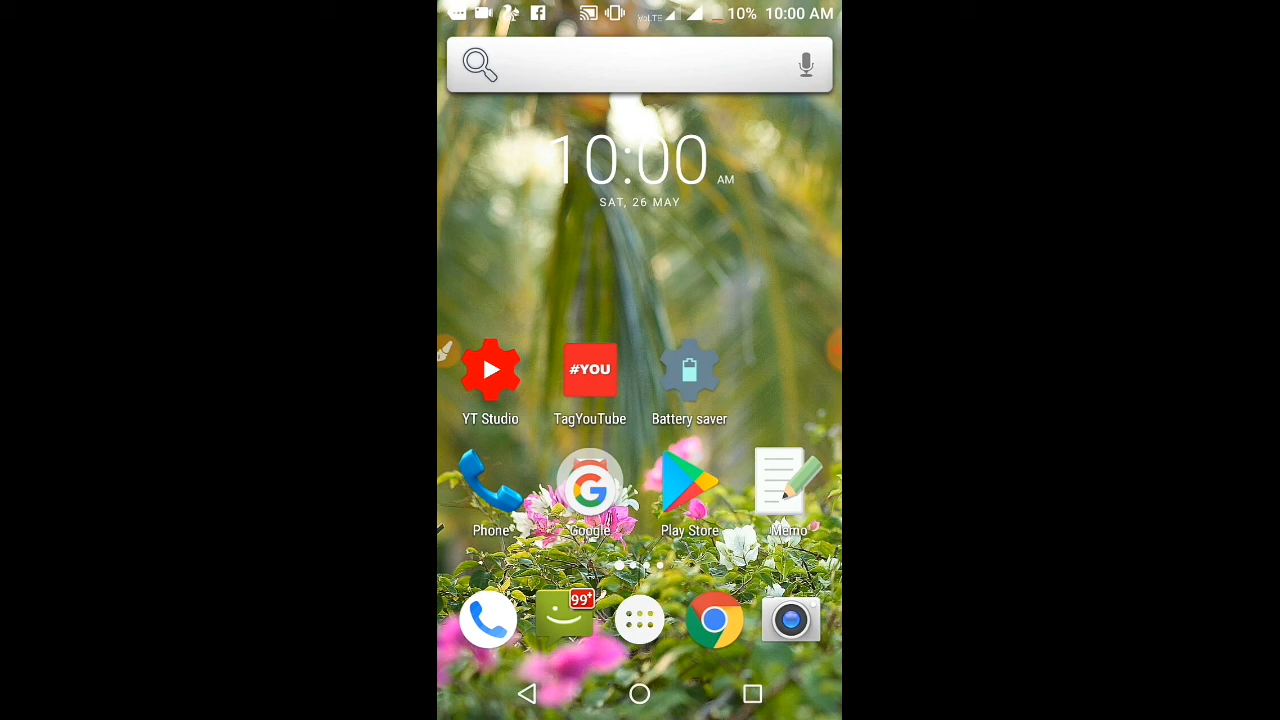 VoLTE 10% 10:00 AM
10:00 AM
SAT, 26 MAY
#YOU
YT Studio TagYouTube Battery saver
G
Phone Google Play Store Memo
99+